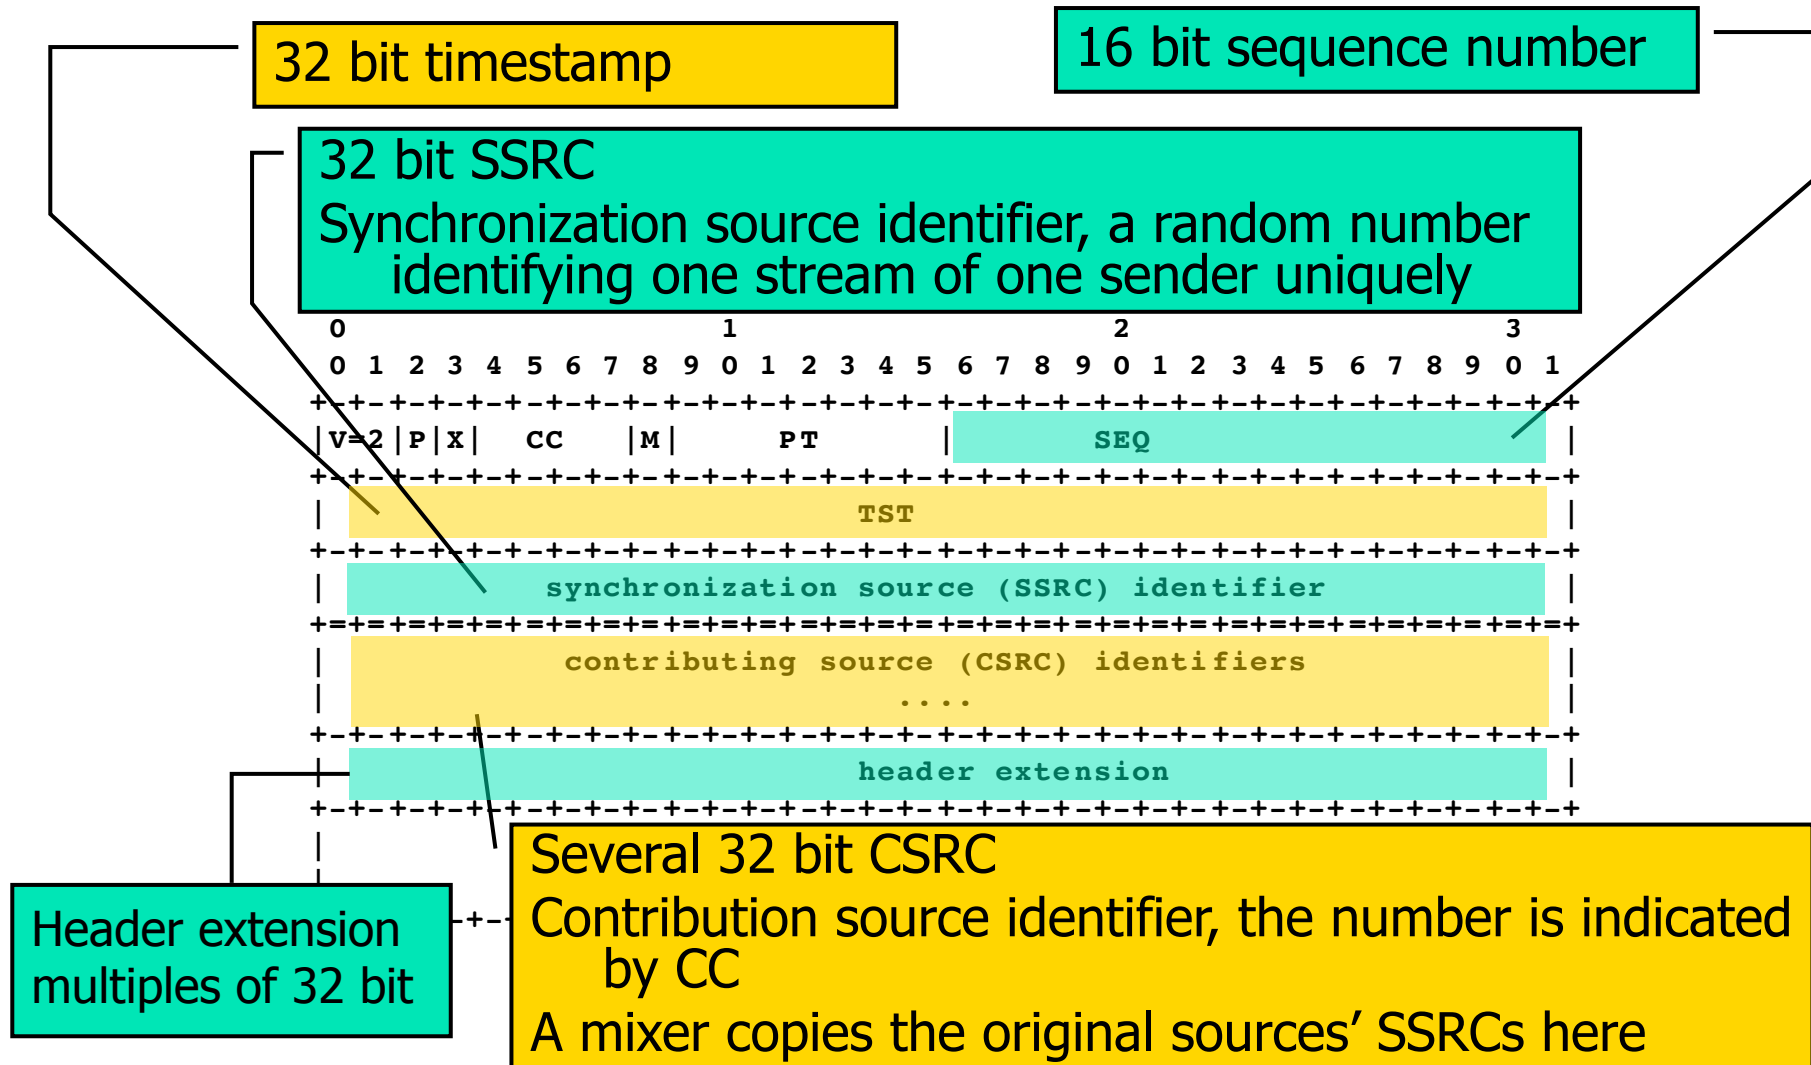 32 bit timestamp
16 bit sequence number
32 bit SSRC
Synchronization source identifier, a random number
identifying one stream of one sender uniquely
0 1 2 3
0 1 2 3 4 5 6 7 8 9 0 1 2 3 4 5 6 7 8 9 0 1 2 3 4 5 6 7 8 9 0 1
+-+-+-+-+-+-+-+-+-+-+-+-+-+-+-+-+-+-+-+-+-+-+-+-+-+-+-+-+-+-+-+-+
|V=2|P|X| CC |M| PT | SEQ |
+-+-+-+-+-+-+-+-+-+-+-+-+-+-+-+-+-+-+-+-+-+-+-+-+-+-+-+-+-+-+-+-+
| TST |
+-+-+-+-+-+-+-+-+-+-+-+-+-+-+-+-+-+-+-+-+-+-+-+-+-+-+-+-+-+-+-+-+
| synchronization source (SSRC) identifier |
+=+=+=+=+=+=+=+=+=+=+=+=+=+=+=+=+=+=+=+=+=+=+=+=+=+=+=+=+=+=+=+=+
| contributing source (CSRC) identifiers |
| .... |
+-+-+-+-+-+-+-+-+-+-+-+-+-+-+-+-+-+-+-+-+-+-+-+-+-+-+-+-+-+-+-+-+
| header extension |
+-+-+-+-+-+-+-+-+-+-+-+-+-+-+-+-+-+-+-+-+-+-+-+-+-+-+-+-+-+-+-+-+
|
|
-+-
Header extension
multiples of 32 bit
Several 32 bit CSRC
Contribution source identifier, the number is indicated
by CC
A mixer copies the original sources’ SSRCs here